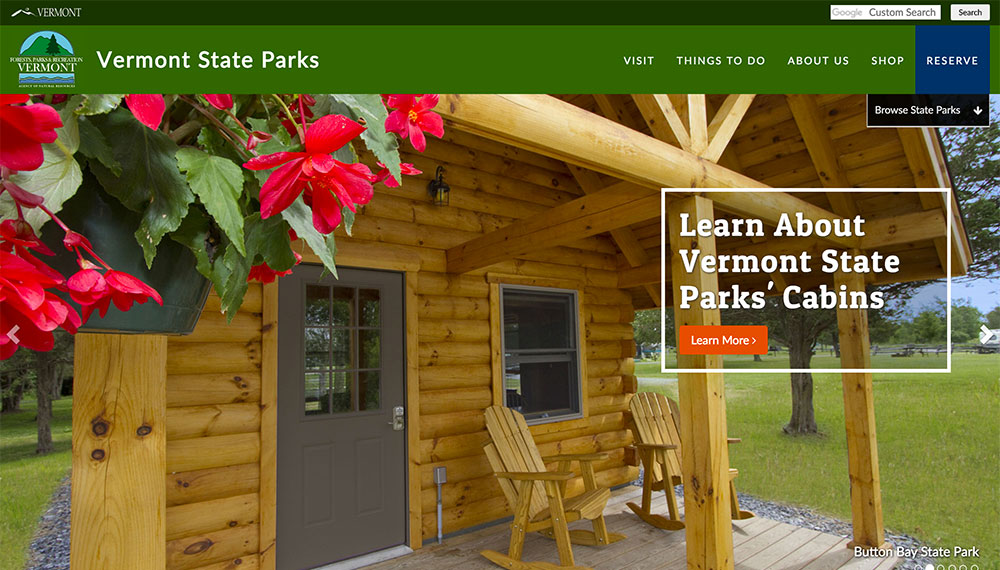 VERMONT
Google Custom Search
Search
FORESTS, PARKS & RECREATION
VERMONT
AGENCY OF NATURAL RESOURCES
Vermont State Parks
VISIT
THINGS TO DO
ABOUT US
SHOP
RESERVE
Browse State Parks
Learn About
Vermont State
Parks' Cabins
Learn More ›
Button Bay State Park